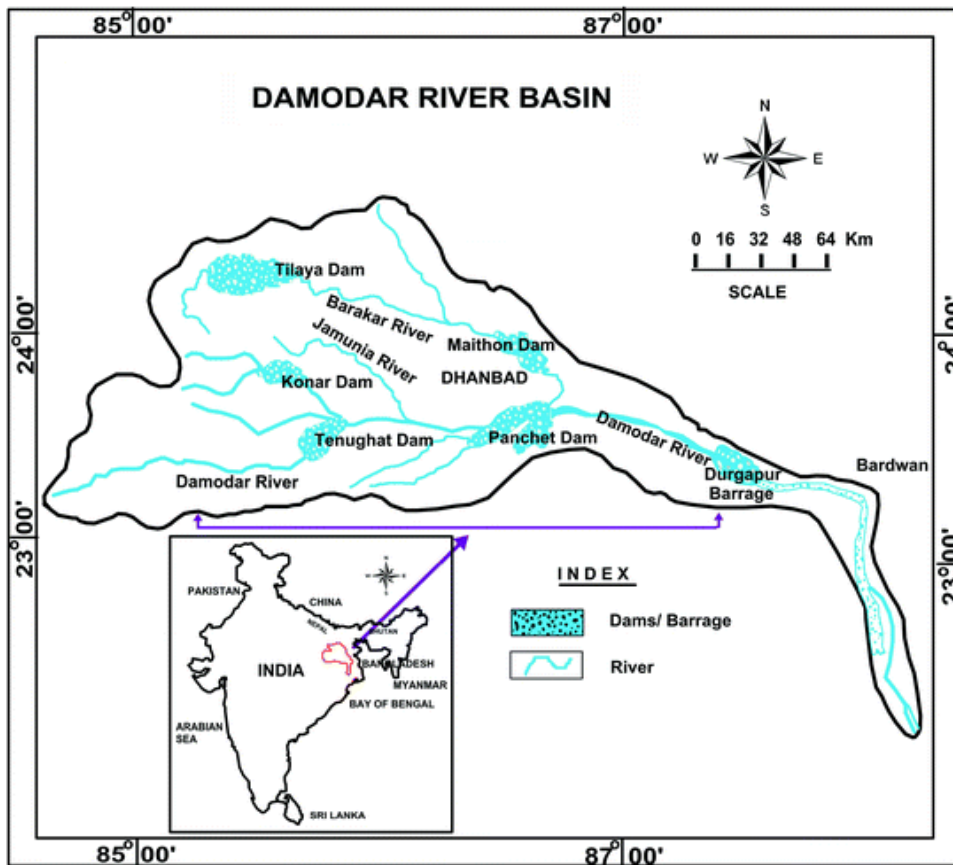 85°00'
87°00'
DAMODAR RIVER BASIN
N
W
E
S
0 16 32 48 64 Km
SCALE
Tilaya Dam
Barakar River
Jamunia River
Maithon Dam
Konar Dam
DHANBAD
Tenughat Dam
Panchet Dam
Damodar River
Damodar River
Durgapur
Barrage
Bardwan
24°00'
24°00'
23°00'
23°00'
INDEX
Dams/ Barrage
River
PAKISTAN
CHINA
NEPAL
BHUTAN
INDIA
BANGLADESH
MYANMAR
BAY OF BENGAL
ARABIAN
SEA
SRI LANKA
85°00'
87°00'